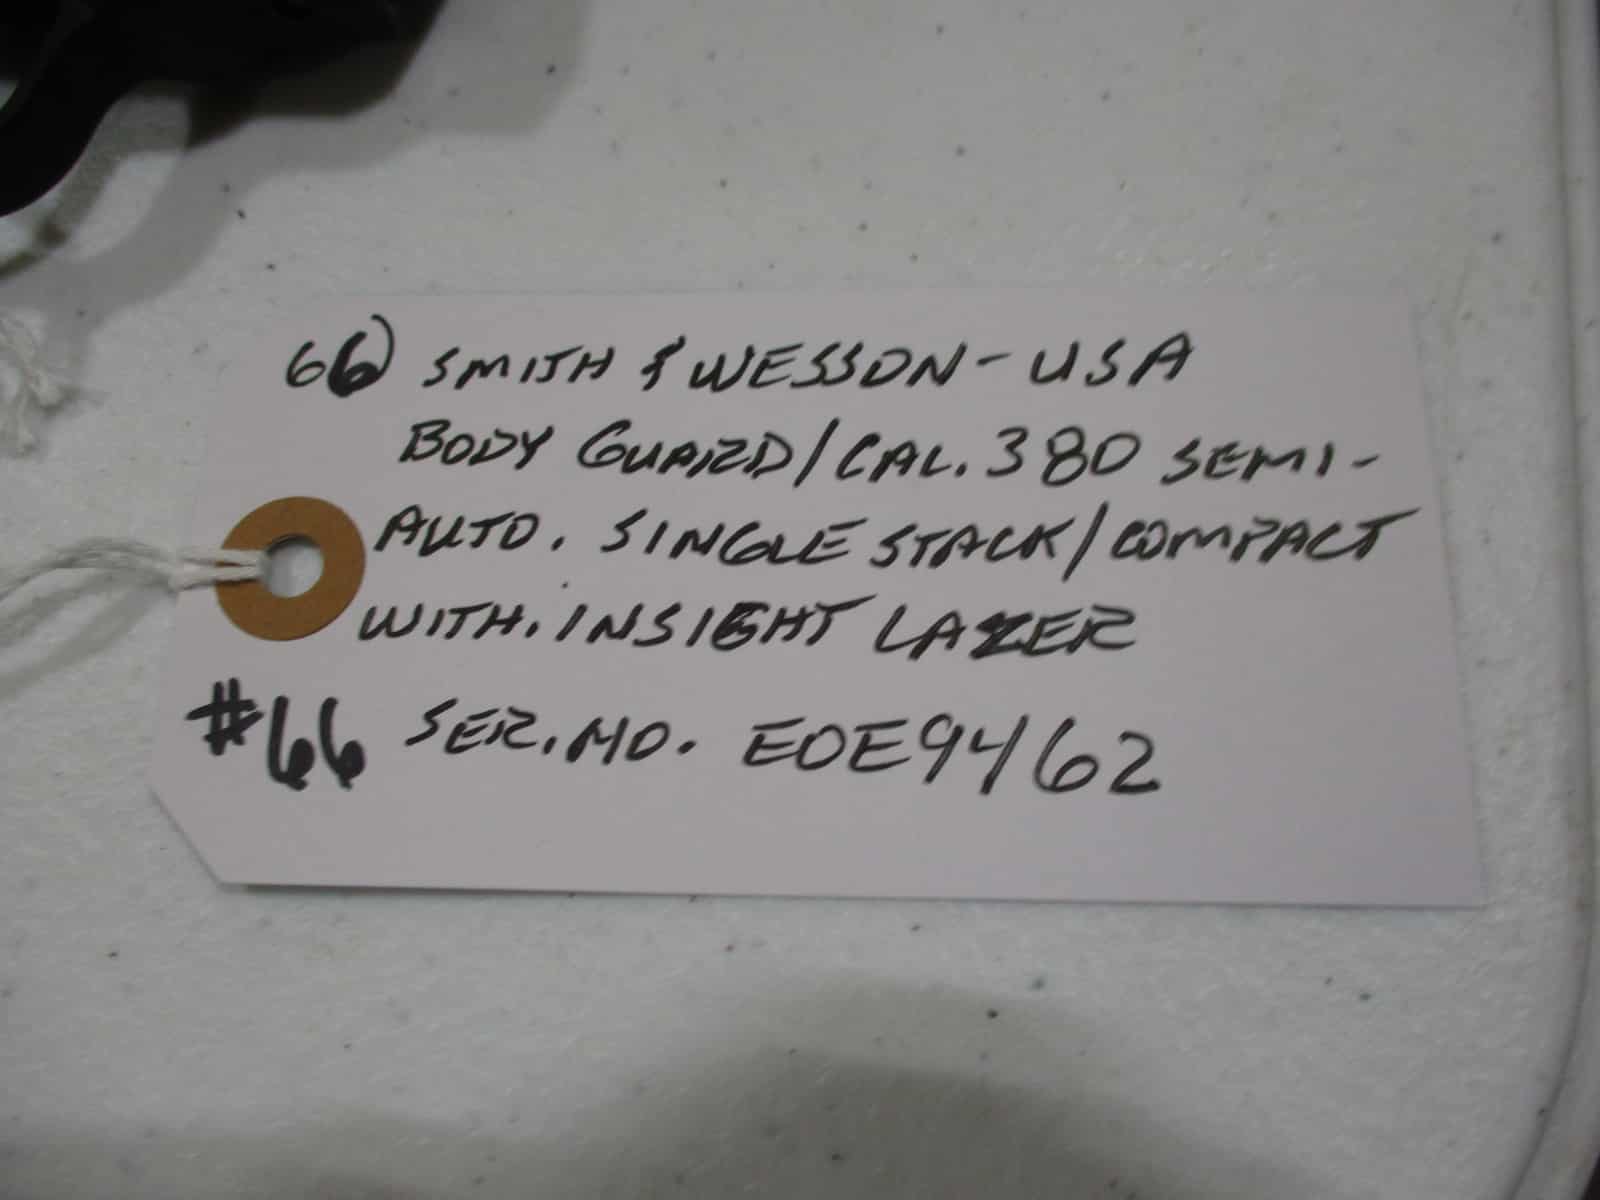 66) SMITH & WESSON - USA
BODY GUARD / CAL. 380 SEMI-
AUTO. SINGLE STACK / COMPACT
WITH. INSIGHT LAZER
#66 SER. NO. EOE9462